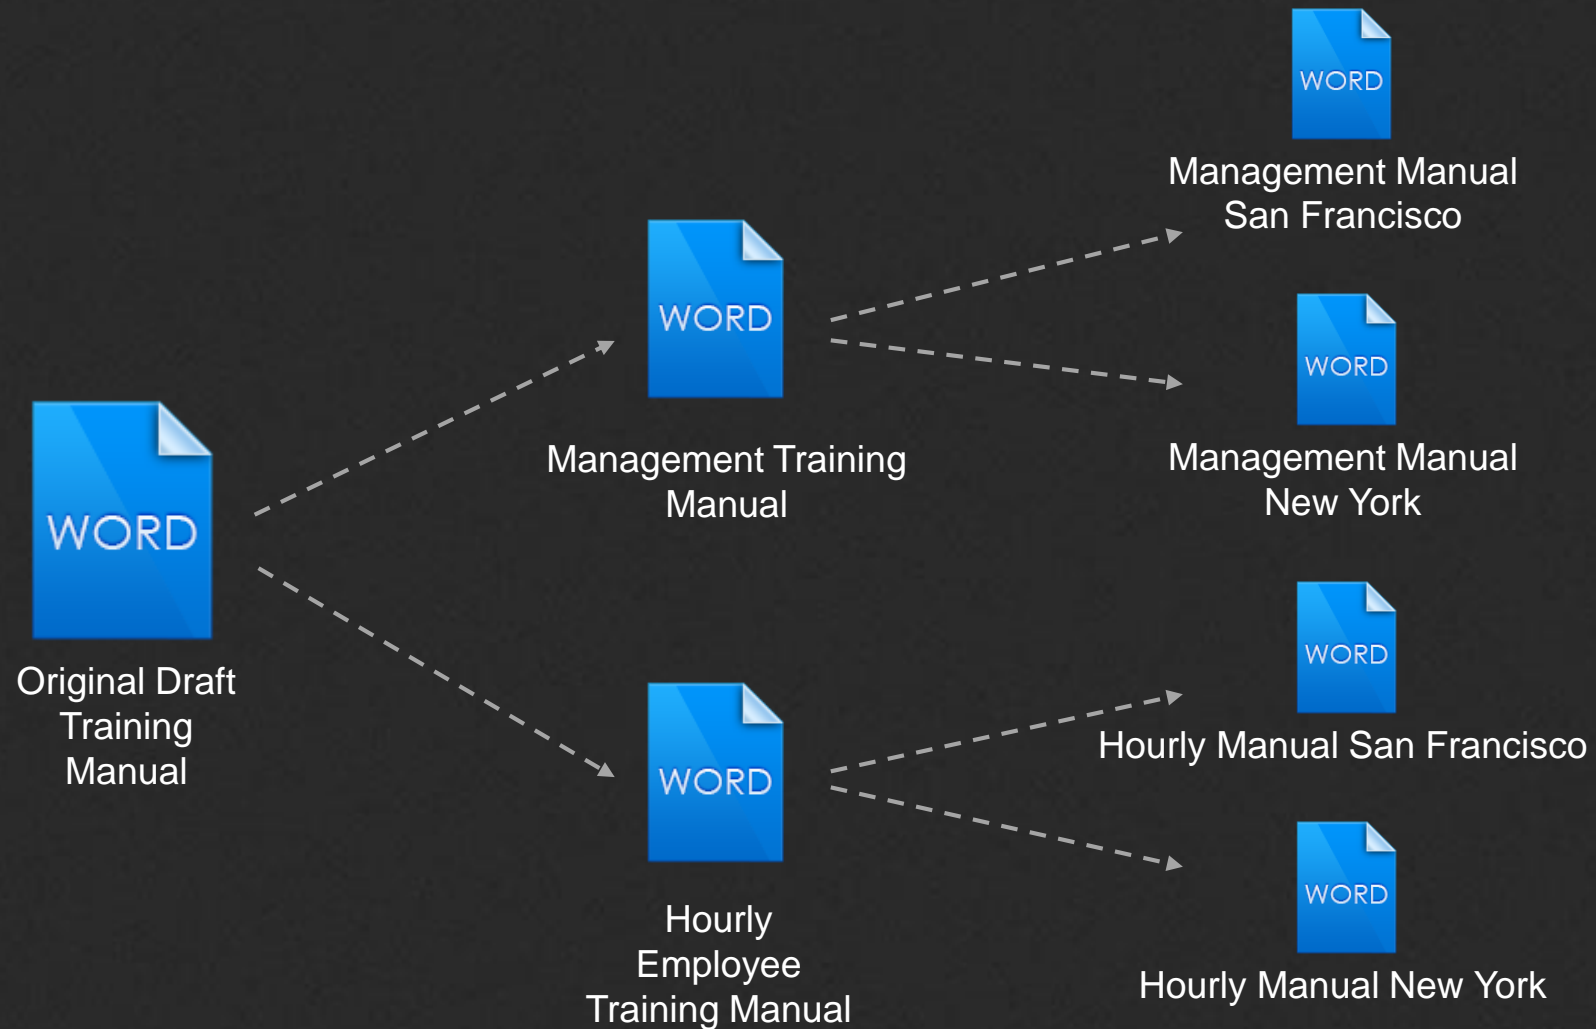 WORD
Original Draft
Training
Manual
WORD
Management Training
Manual
WORD
Hourly
Employee
Training Manual
WORD
Management Manual
San Francisco
WORD
Management Manual
New York
WORD
Hourly Manual San Francisco
WORD
Hourly Manual New York